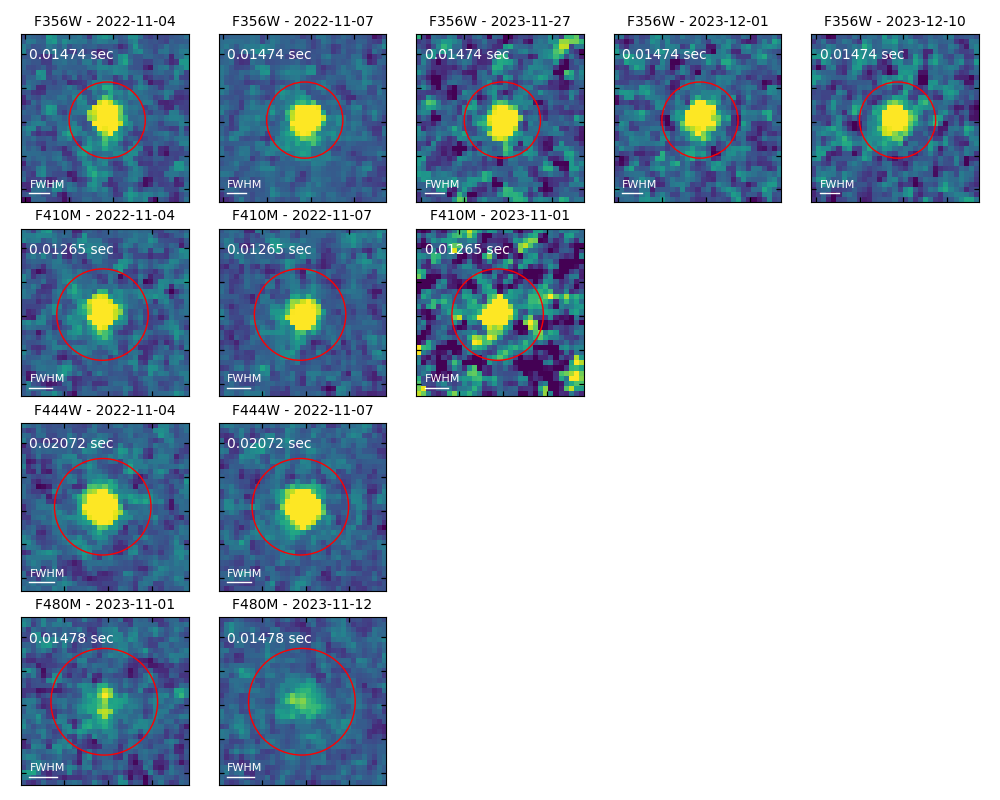 F356W - 2022-11-04
0.01474 sec
FWHM
F356W - 2022-11-07
0.01474 sec
FWHM
F356W - 2023-11-27
0.01474 sec
FWHM
F356W - 2023-12-01
0.01474 sec
FWHM
F356W - 2023-12-10
0.01474 sec
FWHM
F410M - 2022-11-04
0.01265 sec
FWHM
F410M - 2022-11-07
0.01265 sec
FWHM
F410M - 2023-11-01
0.01265 sec
FWHM
F444W - 2022-11-04
0.02072 sec
FWHM
F444W - 2022-11-07
0.02072 sec
FWHM
F480M - 2023-11-01
0.01478 sec
FWHM
F480M - 2023-11-12
0.01478 sec
FWHM